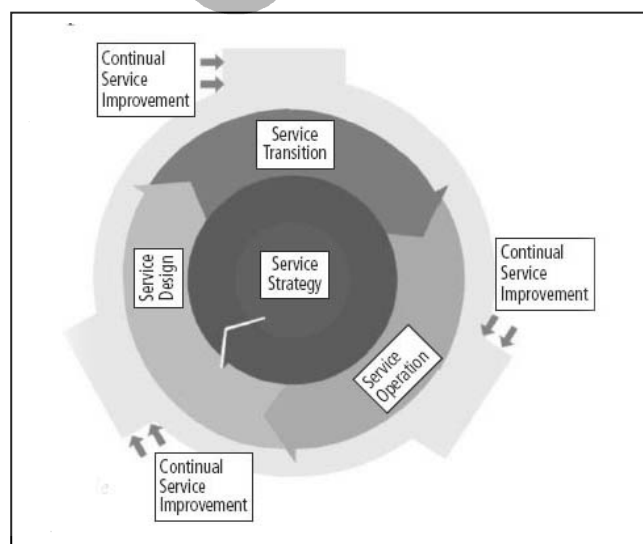 Continual
Service
Improvement
Service
Transition
Service
Design
Service
Strategy
Continual
Service
Improvement
Service
Operation
Continual
Service
Improvement